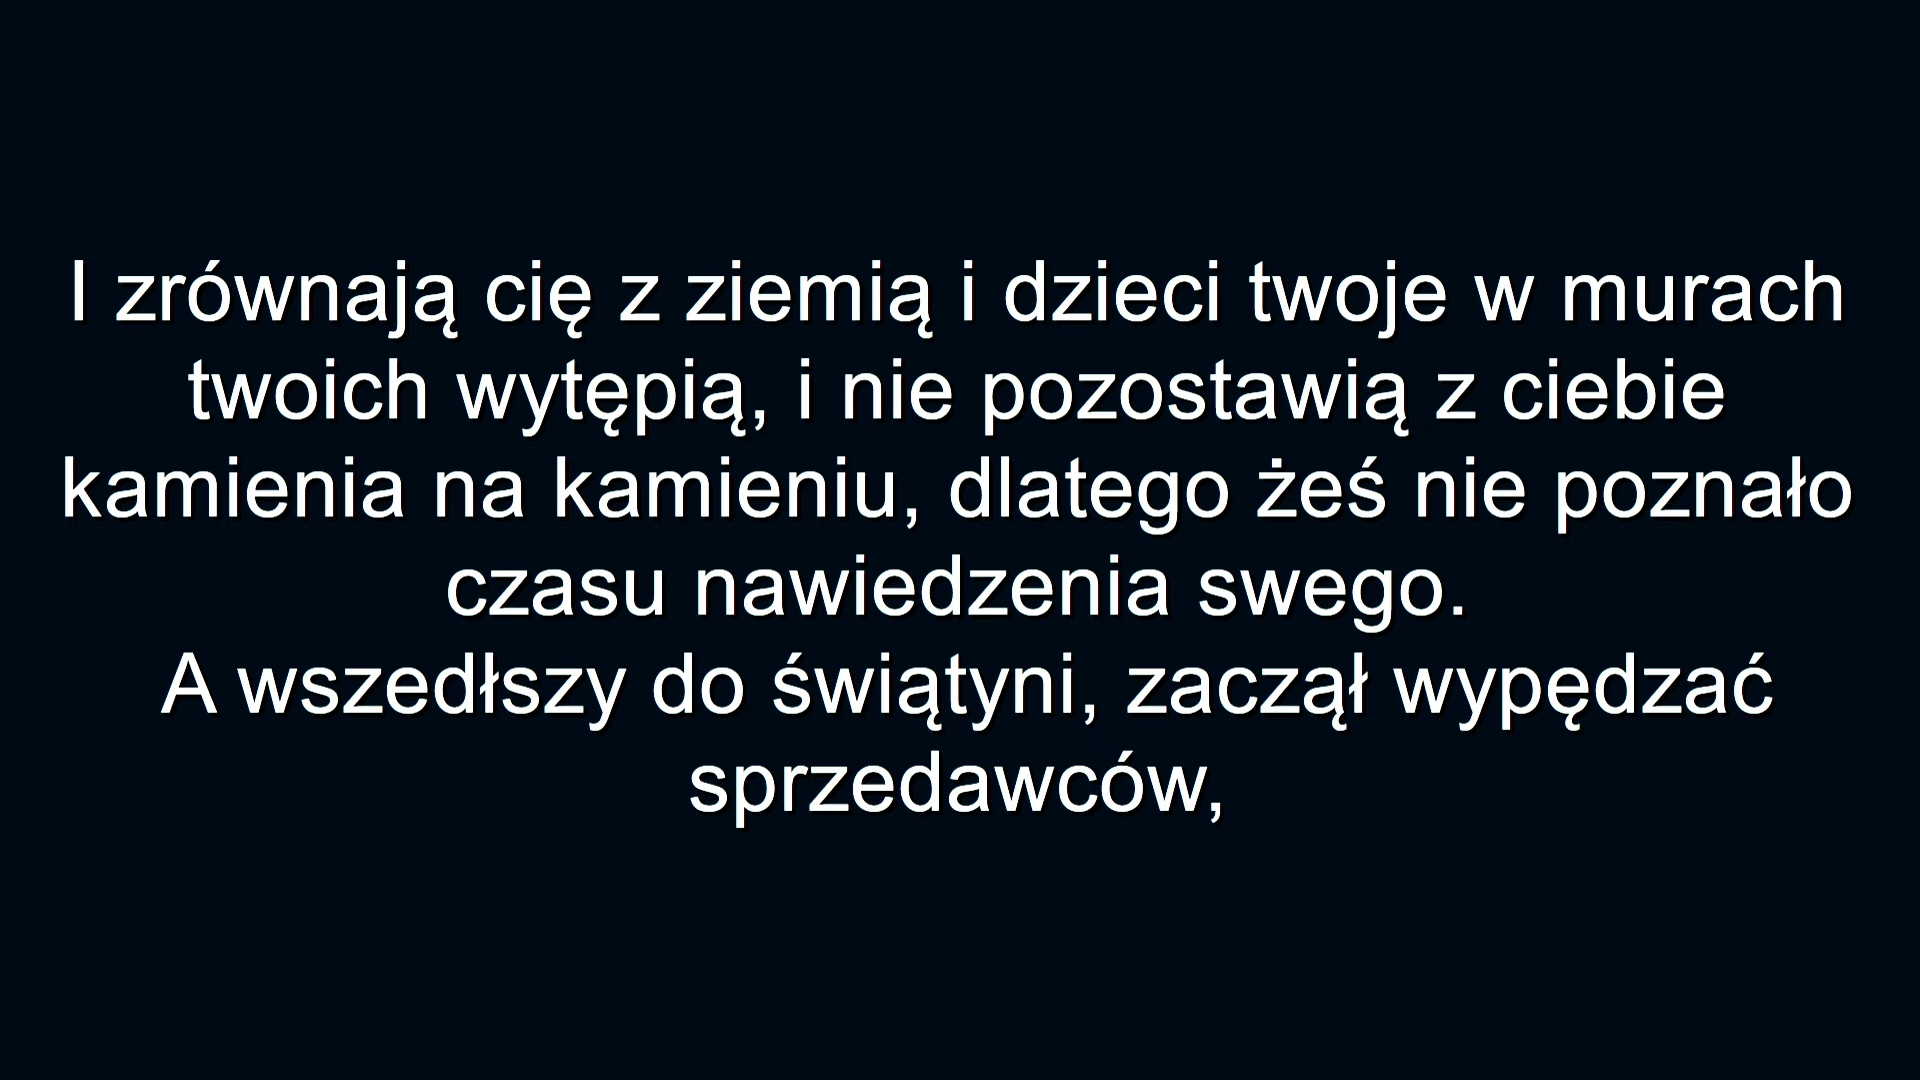 I zrównają cię z ziemią i dzieci twoje w murach
twoich wytępią, i nie pozostawią z ciebie
kamienia na kamieniu, dlatego żeś nie poznało
czasu nawiedzenia swego.
A wszedłszy do świątyni, zaczął wypędzać
sprzedawców,